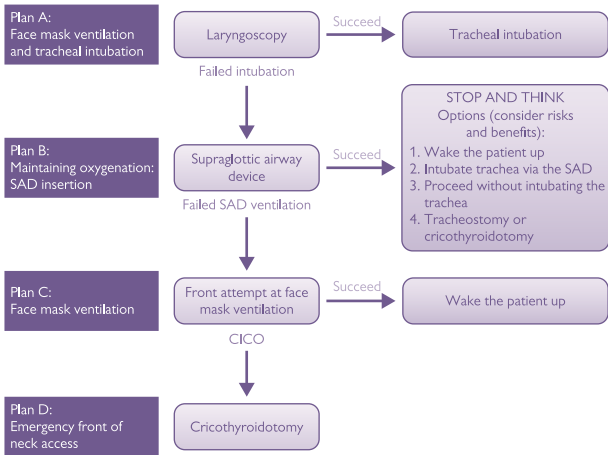 Plan A:
Face mask ventilation
and tracheal intubation
Laryngoscopy
Succeed
Tracheal intubation
Failed intubation
Plan B:
Maintaining oxygenation:
SAD insertion
Supraglottic airway
device
Succeed
STOP AND THINK
Options (consider risks
and benefits):
1. Wake the patient up
2. Intubate trachea via the SAD
3. Proceed without intubating the
trachea
4. Tracheostomy or
cricothyroidotomy
Failed SAD ventilation
Plan C:
Face mask ventilation
Front attempt at face
mask ventilation
Succeed
Wake the patient up
CICO
Plan D:
Emergency front of
neck access
Cricothyroidotomy